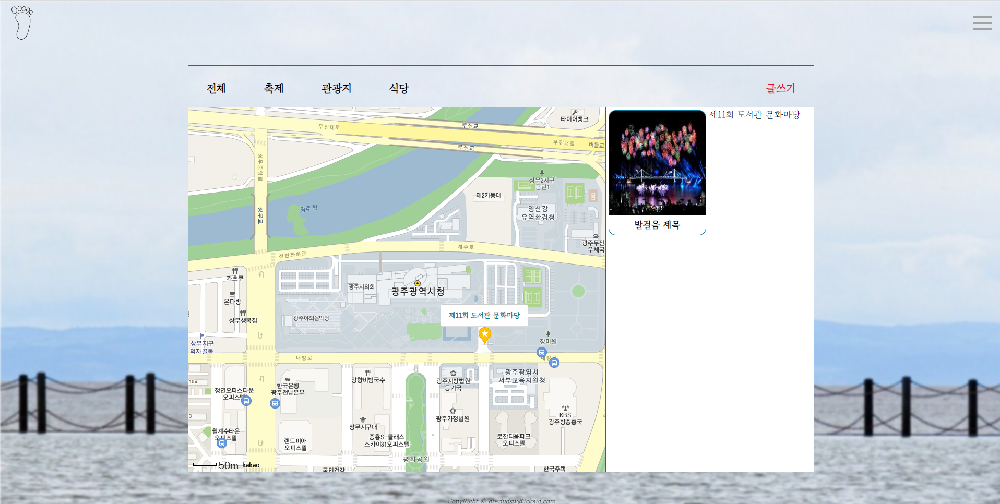 전체
축제
관광지
식당
글쓰기
타이어뱅크
무진대로
무진교
무진대로
버들교
무진교
상무중앙로
상무2지구
근린1
제2기동대
광주천
영산강
유역환경청
상무교
발걸음 제목
제11회 도서관 문화마당
계수로
광주무진
우체국
천변좌하로
카츠쿠
광주시의회
광주광역시청
온다방
제11회 도서관 문화마당
상무생복집
광주야외음악당
상무지구
먹자골목
장미원
내방로
내방로
망향비빔국수
광주지방법원
등기국
광주광역시
서부교육지원청
104
한국은행
광주전남본부
정연오피스타운
오피스텔
KBS
광주방송총국
광주가정법원
상무지구대
월계수타운
오피스텔
랜드피아
오피스텔
중흥S-클래스
스카이31오피스텔
로잔티움파크
오피스텔
평화공원
50m kakao
국민건강
한국주택
CopyRight © dbsdudsw@icloud.com